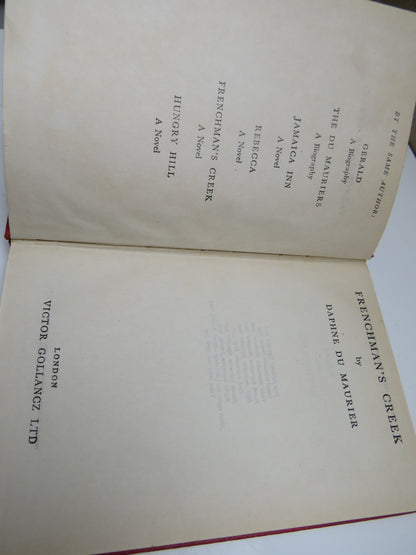 BY THE SAME AUTHOR;
GERALD
A Biography
THE DU MAURIERS
A Biography
JAMAICA INN
A Novel
REBECCA
A Novel
FRENCHMAN'S CREEK
A Novel
HUNGRY HILL
A Novel
FRENCHMAN'S CREEK
by
DAPHNE DU MAURIER
LONDON
VICTOR GOLLANCZ LTD